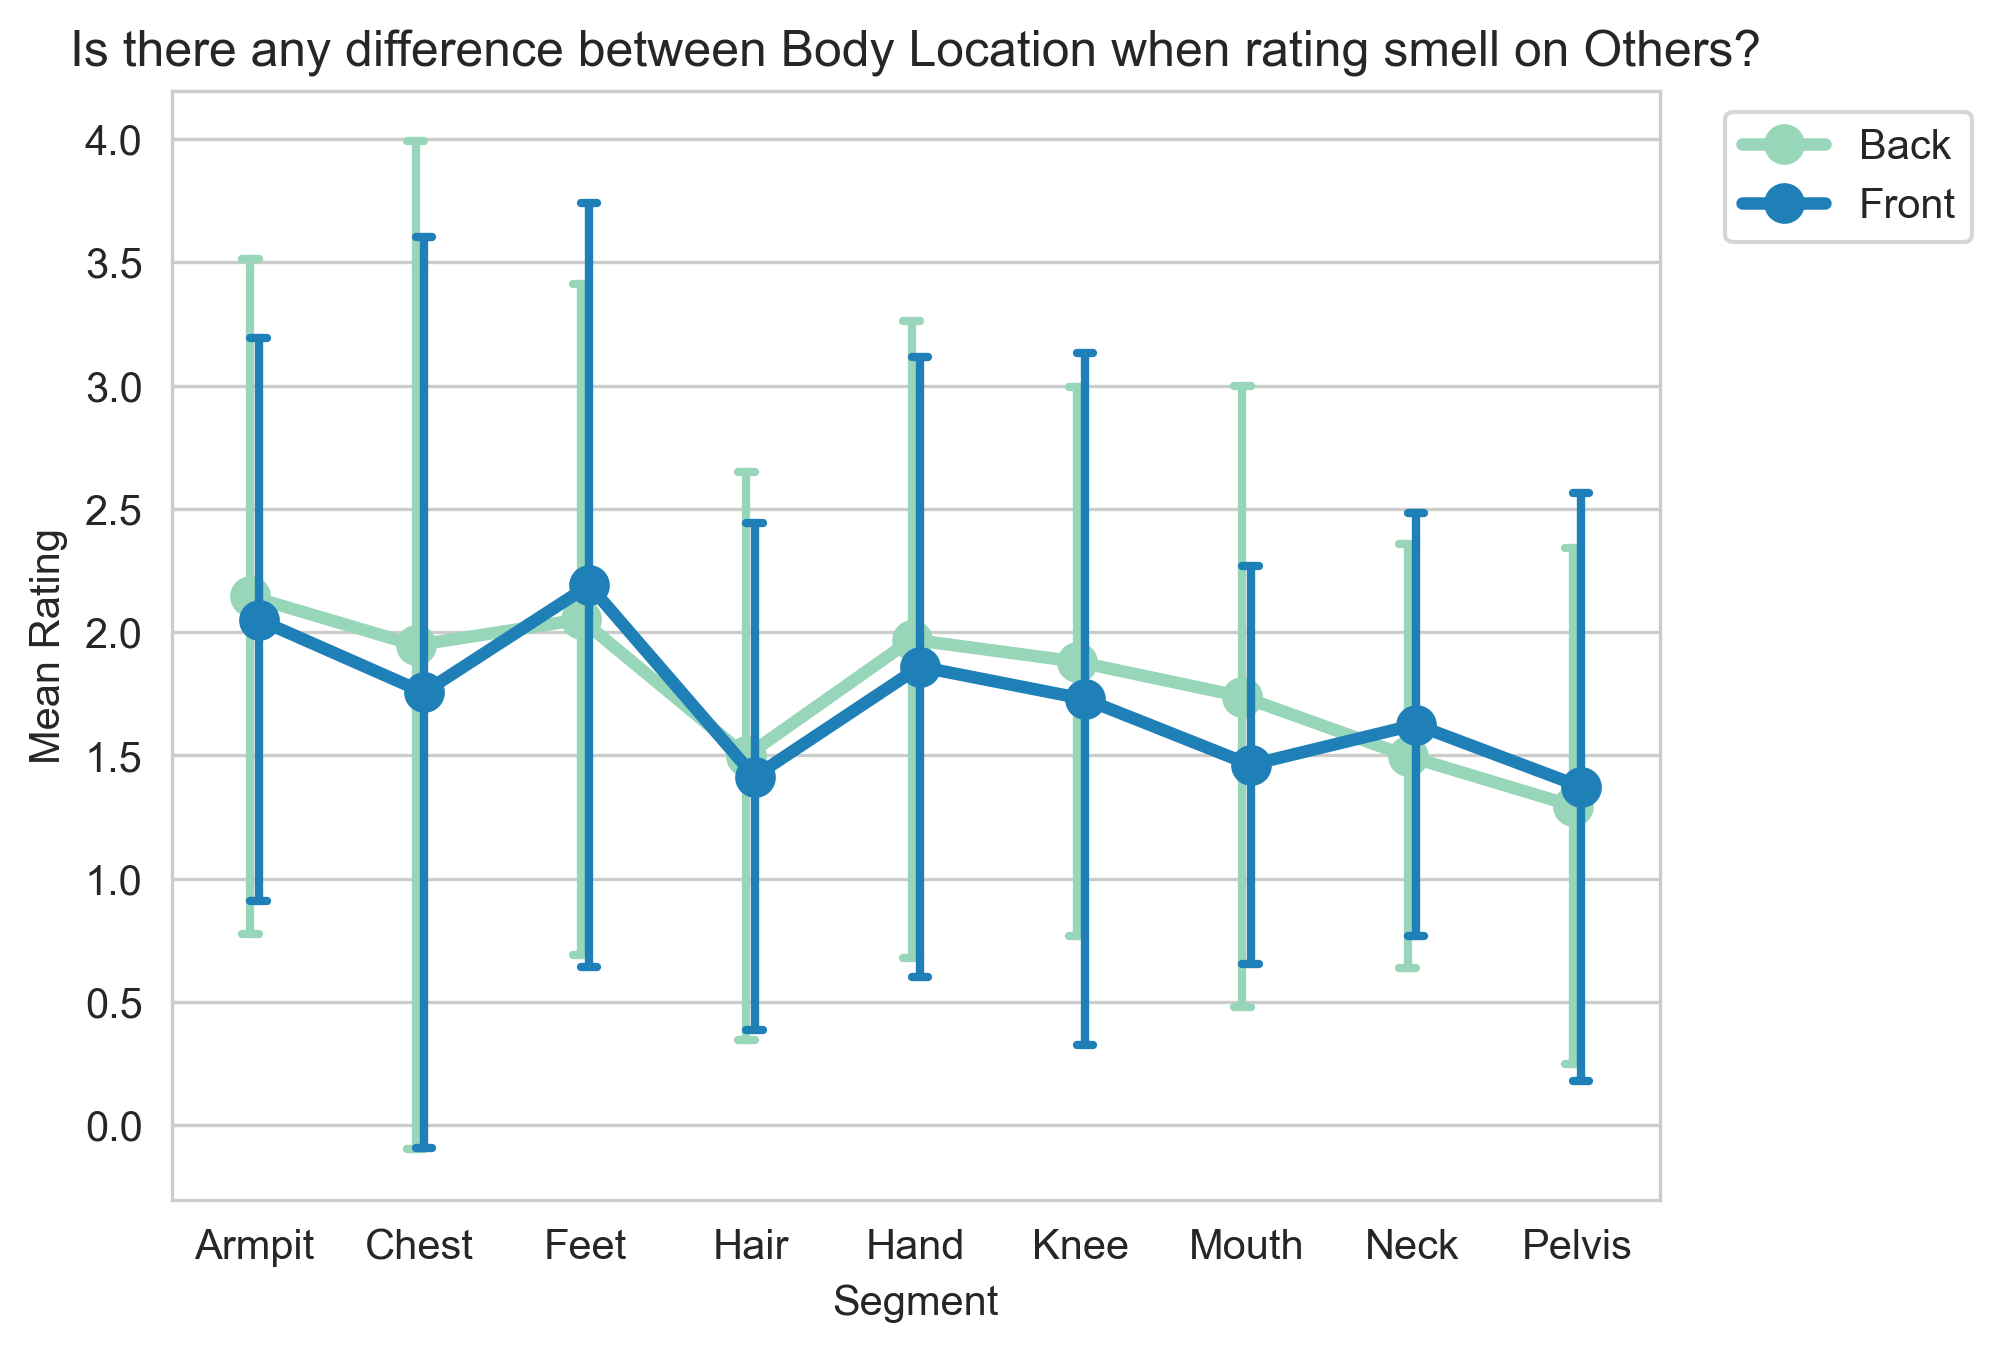 Is there any difference between Body Location when rating smell on Others?
Back
Front
Mean Rating
4.0
3.5
3.0
2.5
2.0
1.5
1.0
0.5
0.0
Armpit Chest Feet Hair Hand Knee Mouth Neck Pelvis
Segment